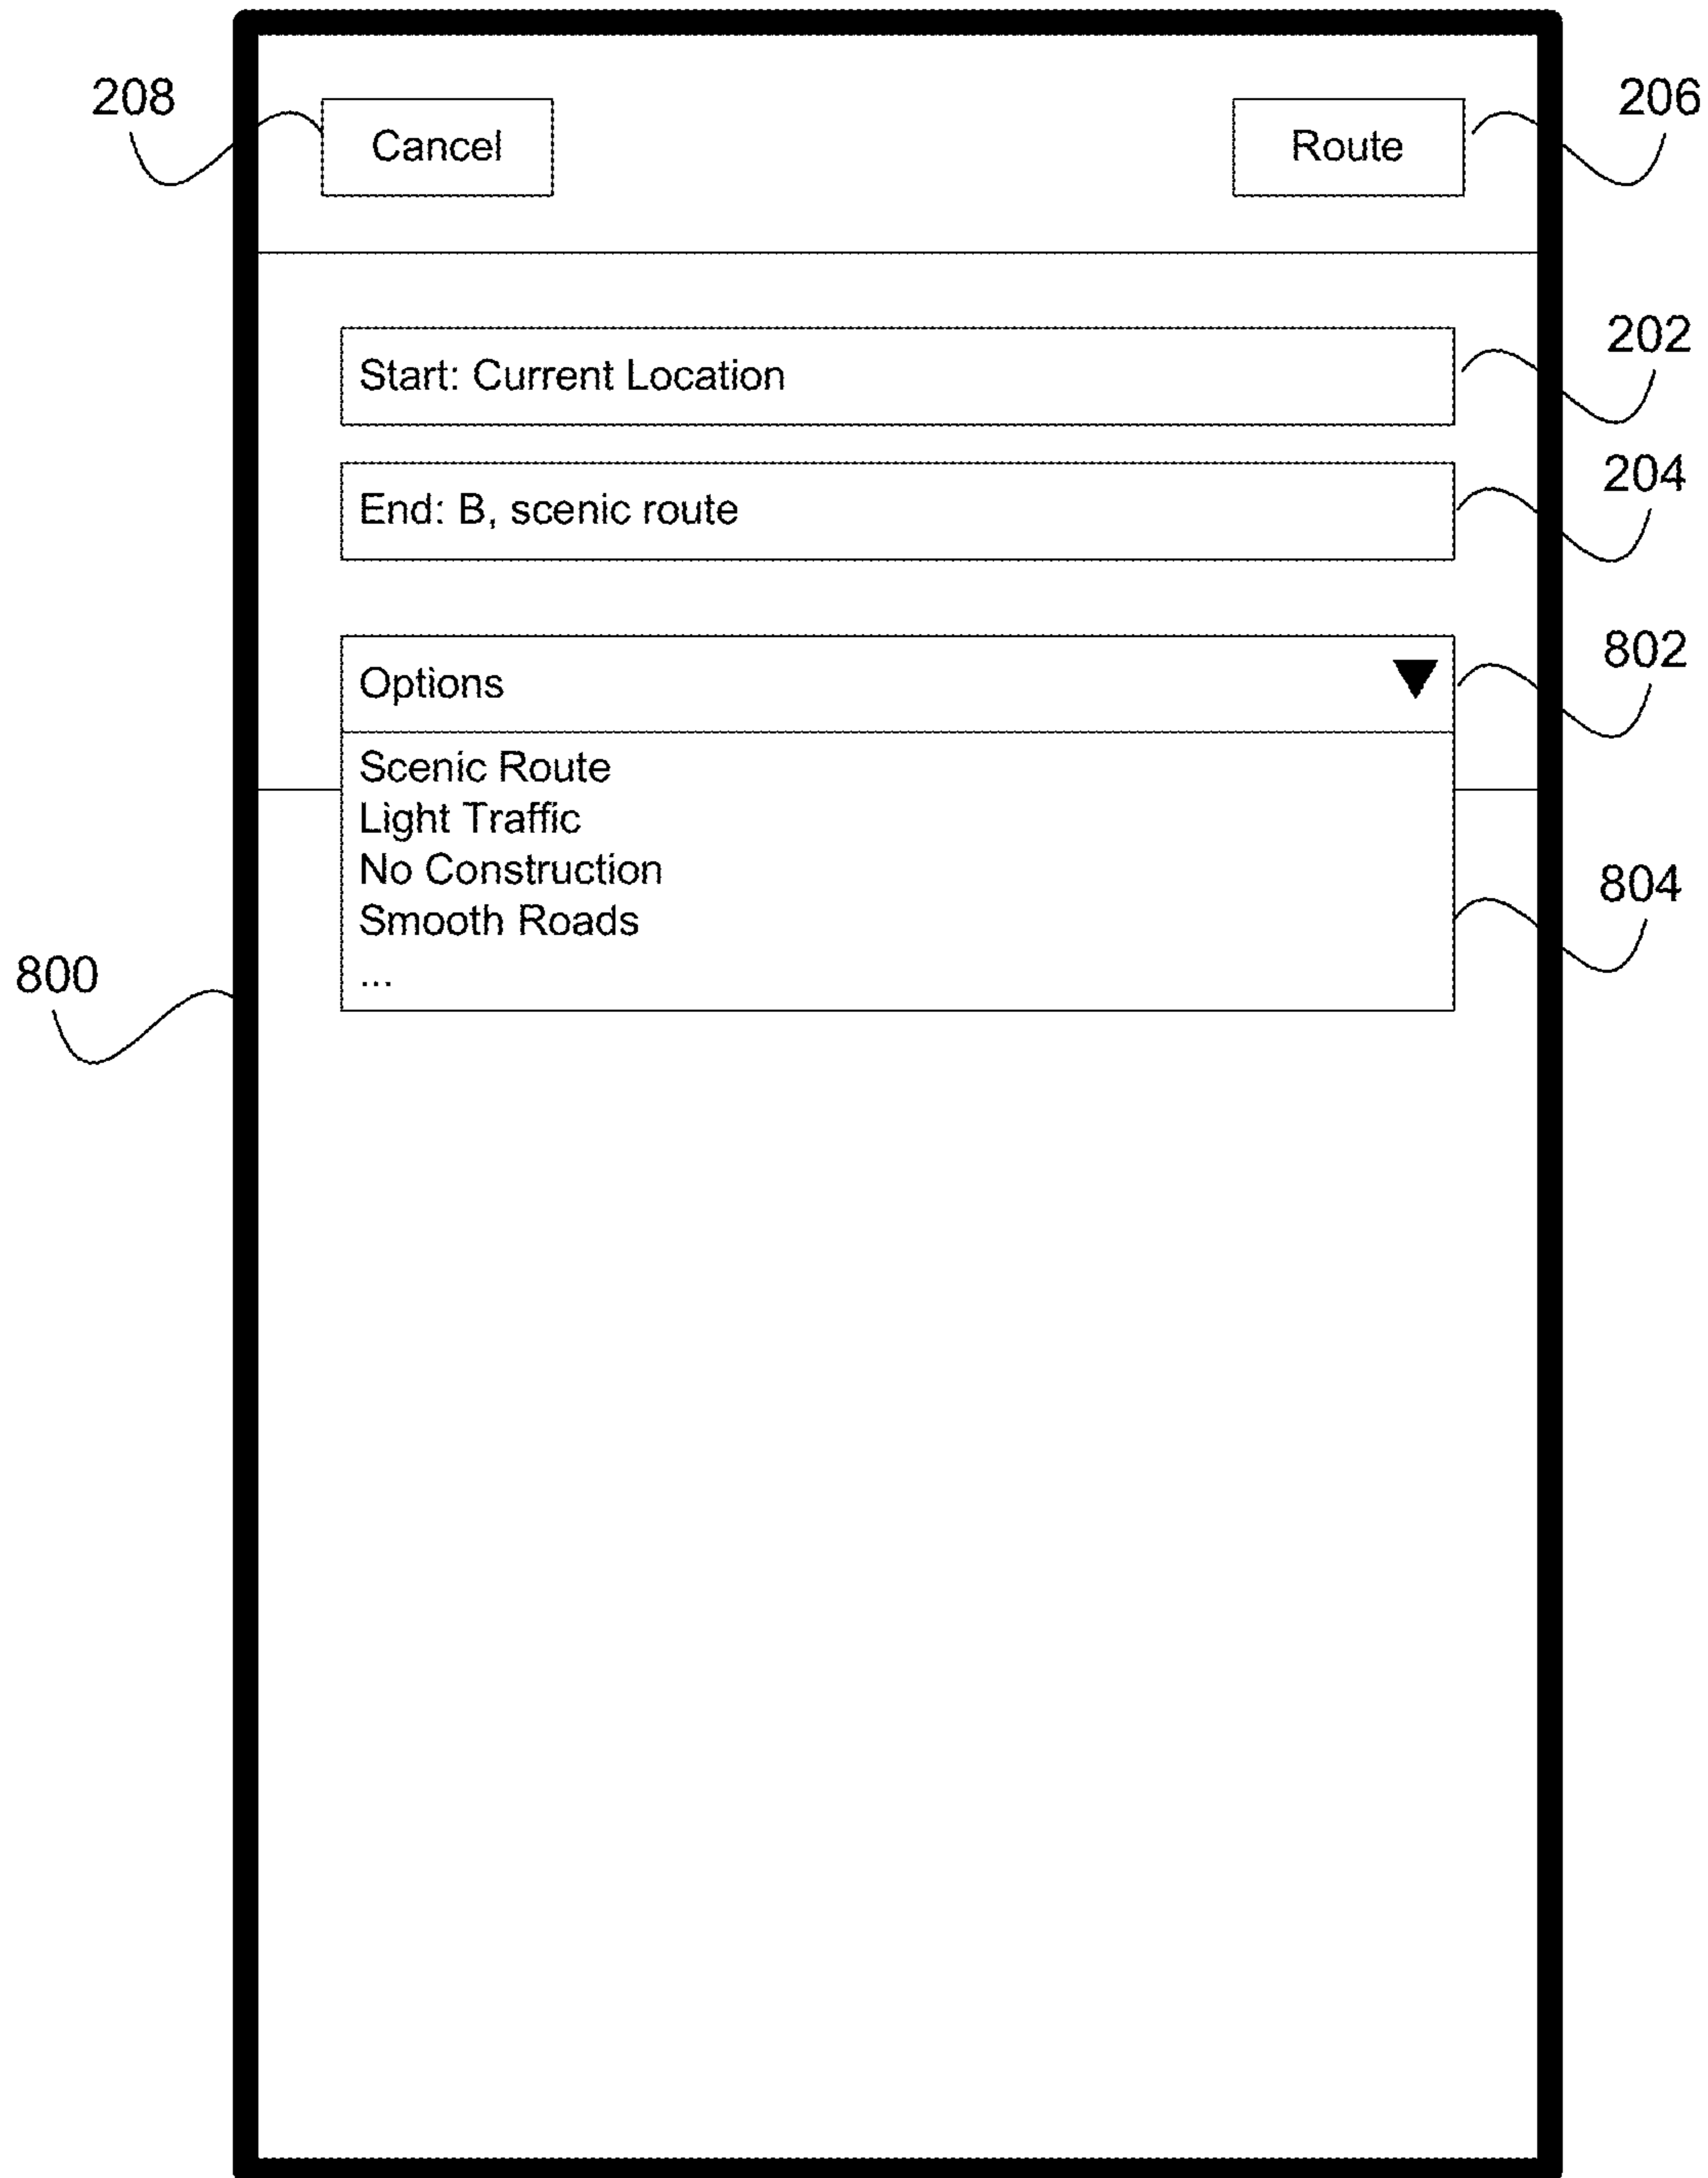 208
Cancel
Route
206
Start: Current Location
202
End: B, scenic route
204
Options
802
Scenic Route
Light Traffic
No Construction
Smooth Roads
...
804
800